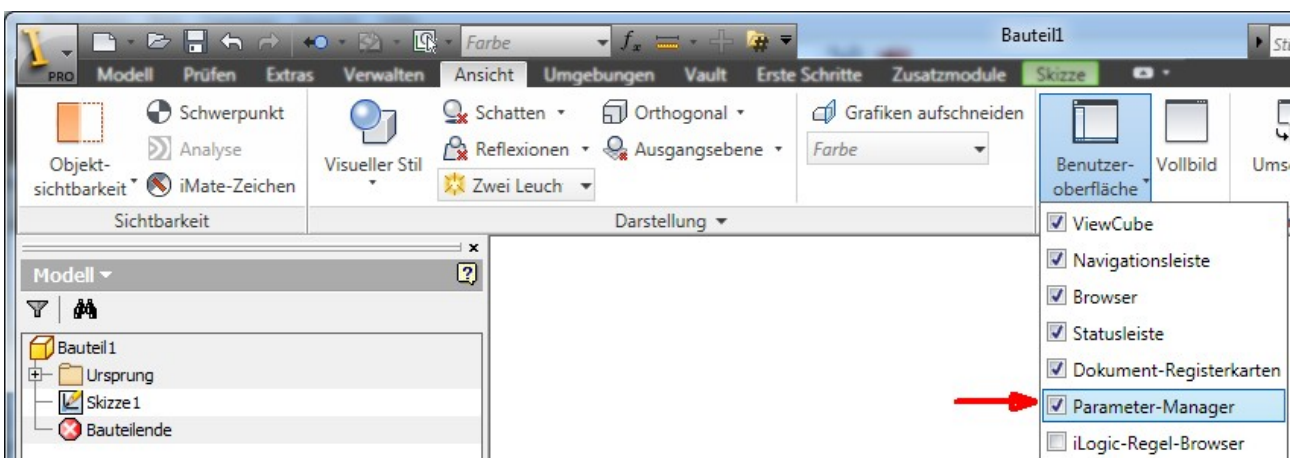 Farbe
fx
Bauteil1
PRO Modell Prüfen Extras Verwalten Ansicht Umgebungen Vault Erste Schritte Zusatzmodule Skizze
Objekt-
sichtbarkeit
Schwerpunkt
Analyse
iMate-Zeichen
Sichtbarkeit
Visueller Stil
Schatten
Reflexionen
Zwei Leuch
Orthogonal
Ausgangsebene
Grafiken aufschneiden
Farbe
Darstellung
Benutzer-
oberfläche
Vollbild
ViewCube
Navigationsleiste
Browser
Statusleiste
Dokument-Registerkarten
Parameter-Manager
iLogic-Regel-Browser
Modell
Bauteil1
Ursprung
Skizze1
Bauteilende